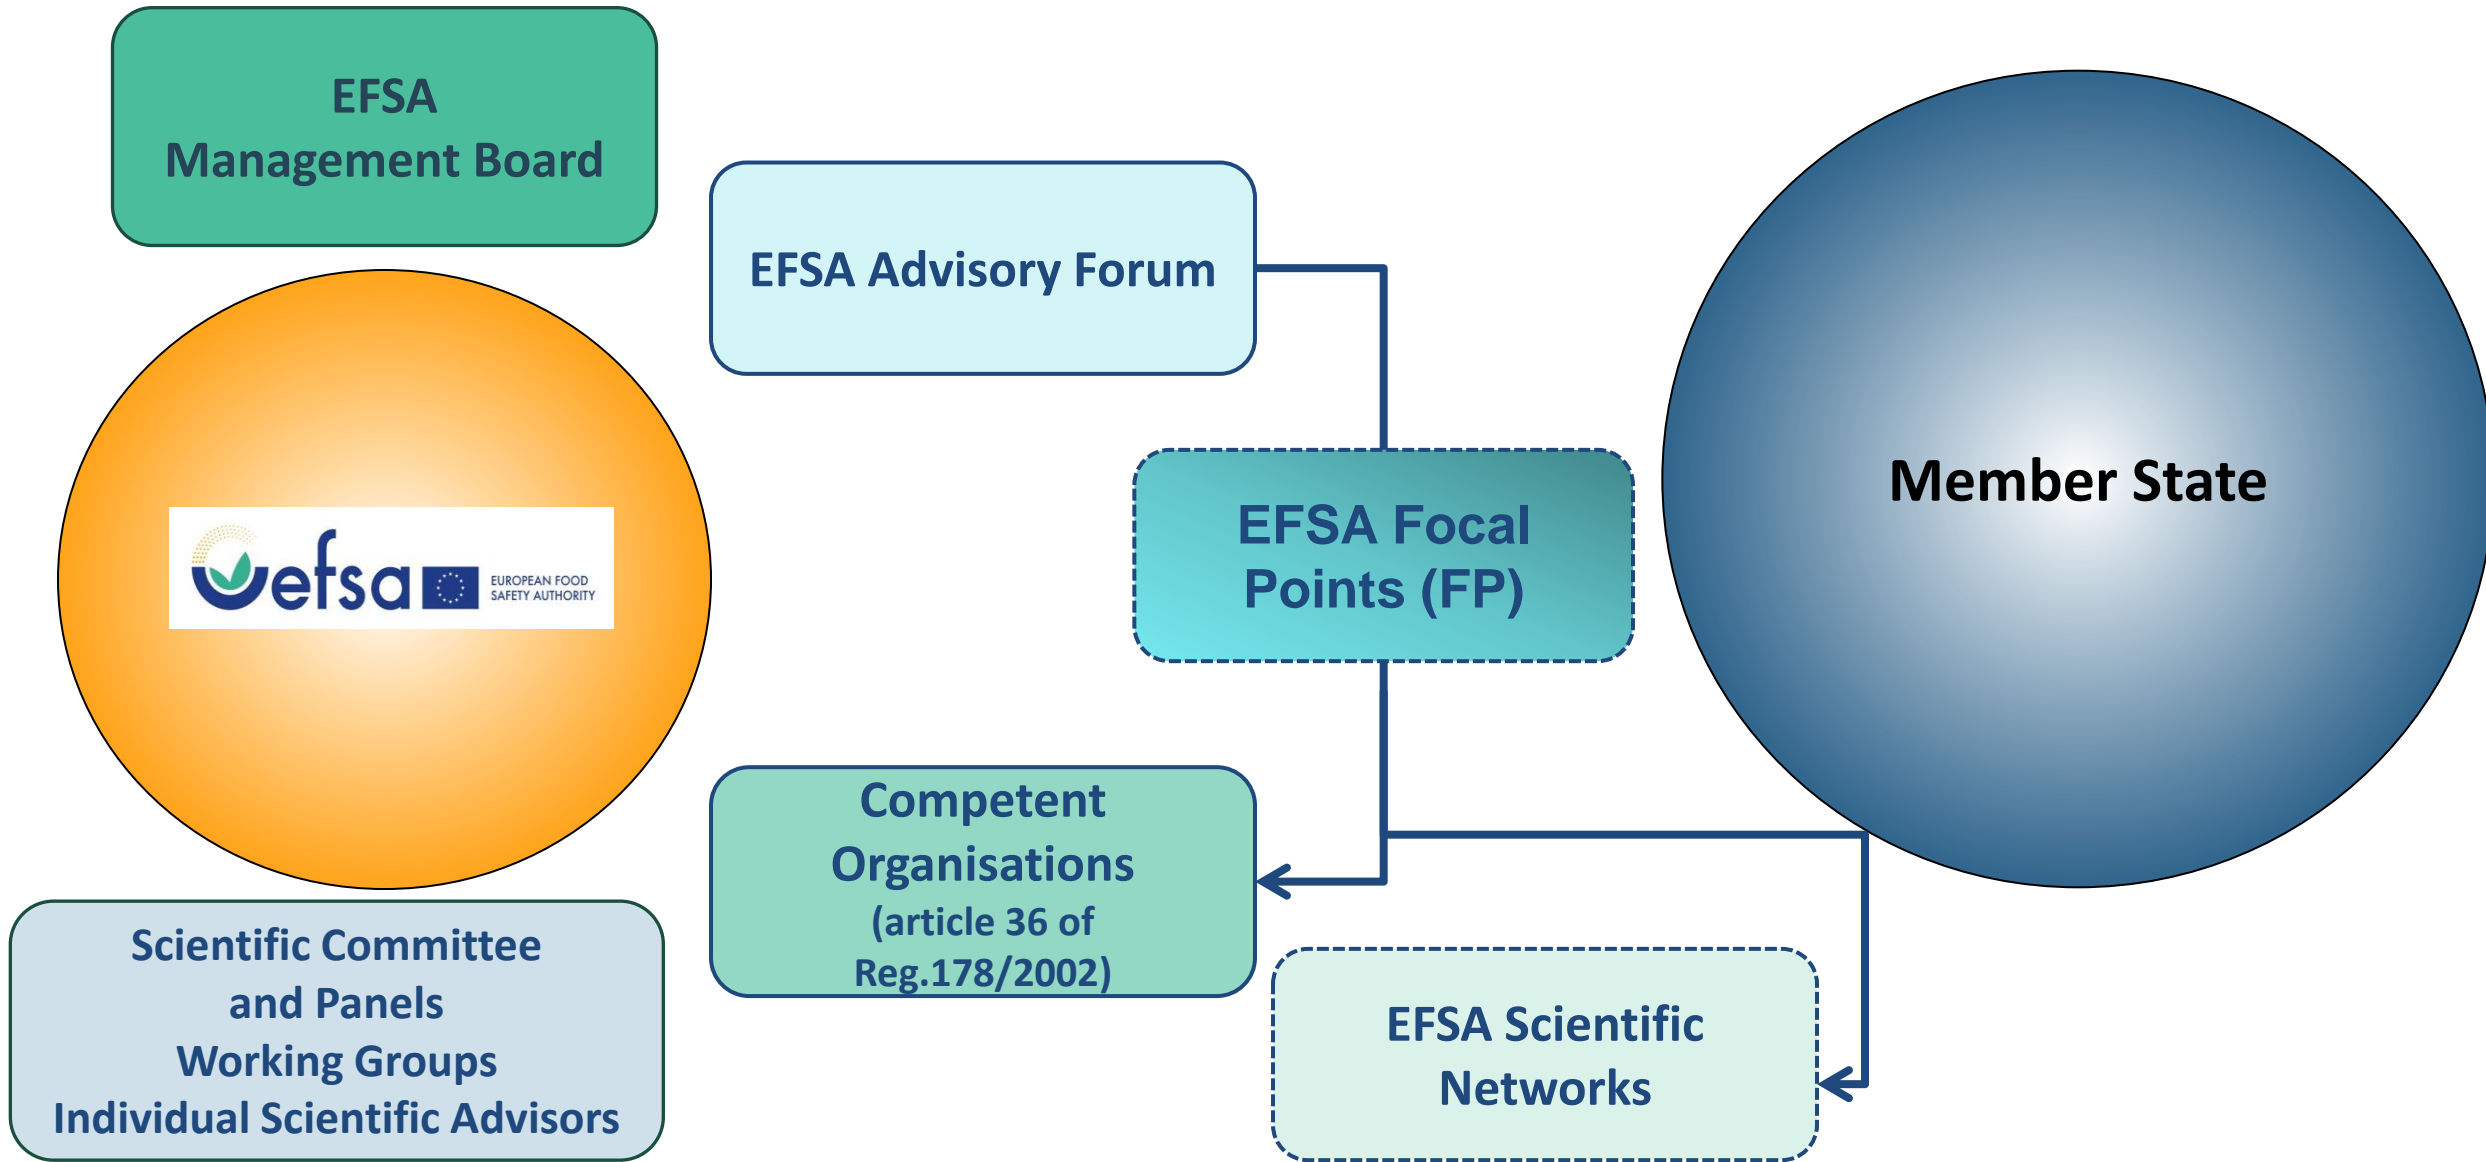 EFSA
Management Board
EFSA Advisory Forum
Member State
EFSA Focal
Points (FP)
efsa
EUROPEAN FOOD
SAFETY AUTHORITY
Competent
Organisations
(article 36 of
Reg.178/2002)
Scientific Committee
and Panels
Working Groups
Individual Scientific Advisors
EFSA Scientific
Networks